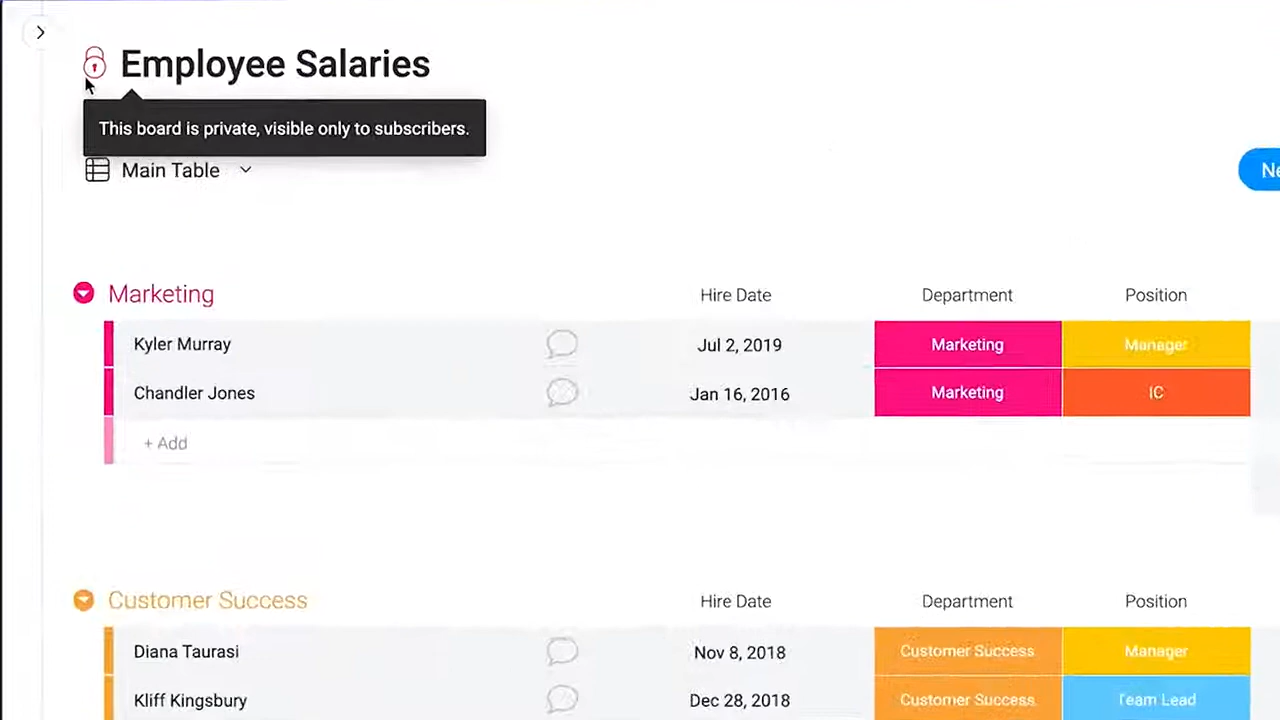 Employee Salaries
This board is private, visible only to subscribers.
Main Table
Marketing Hire Date Department Position
Kyler Murray Jul 2, 2019 Marketing Manager
Chandler Jones Jan 16, 2016 Marketing IC
+ Add
Customer Success Hire Date Department Position
Diana Taurasi Nov 8, 2018 Customer Success Manager
Kliff Kingsbury Dec 28, 2018 Customer Success Team Lead